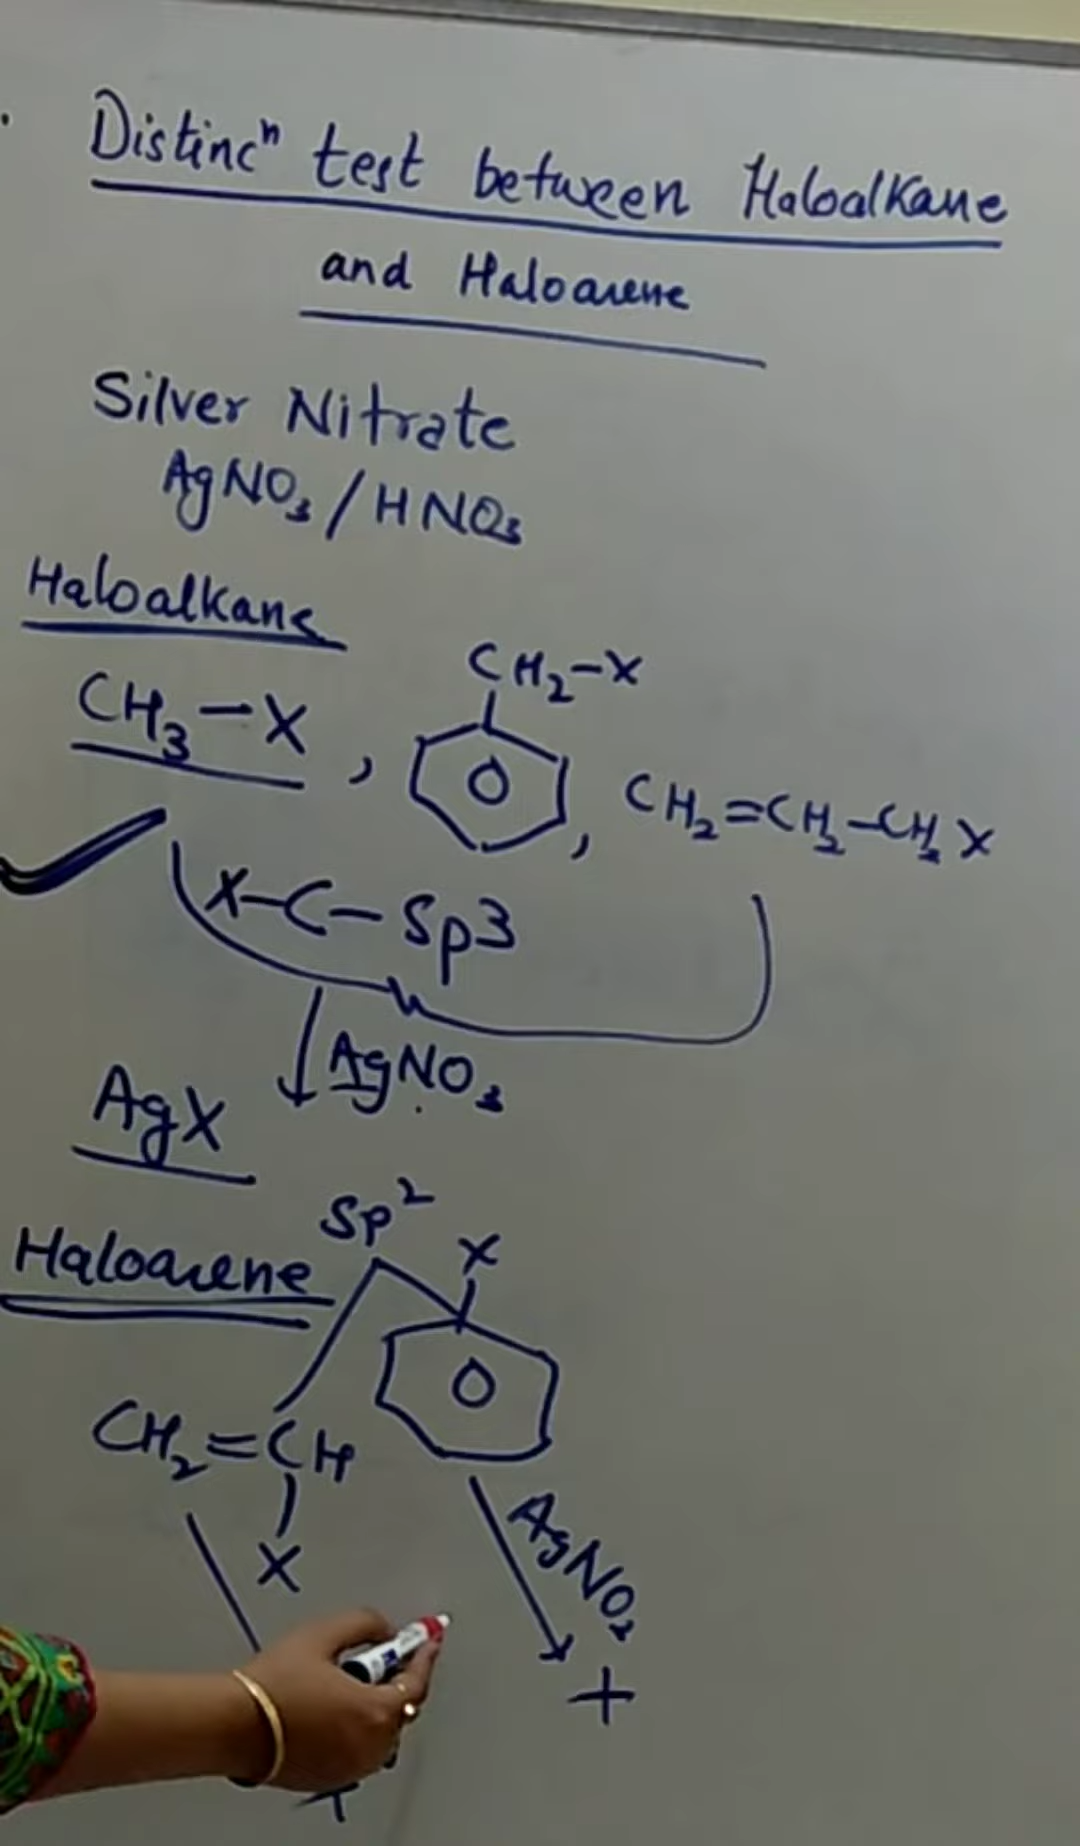 Distincⁿ test between Haloalkane
and Haloarene
Silver Nitrate
AgNO₃/HNO₃
Haloalkane
CH₂-X
CH₃-X , , CH₂=CH₂-CH₂X
X-C-Sp3
AgNO₃
AgX
Sp²
X
Haloarene
CH₂=CH
X
AgNO₂
+